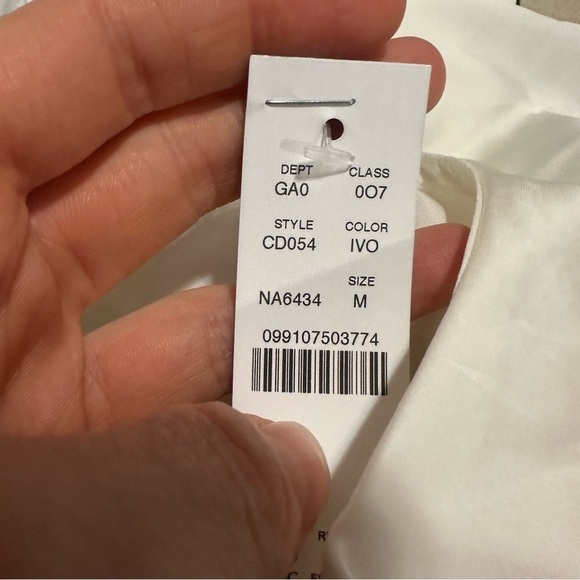 DEPT CLASS
GA0 0O7
STYLE COLOR
CD054 IVO
SIZE
NA6434 M
099107503774